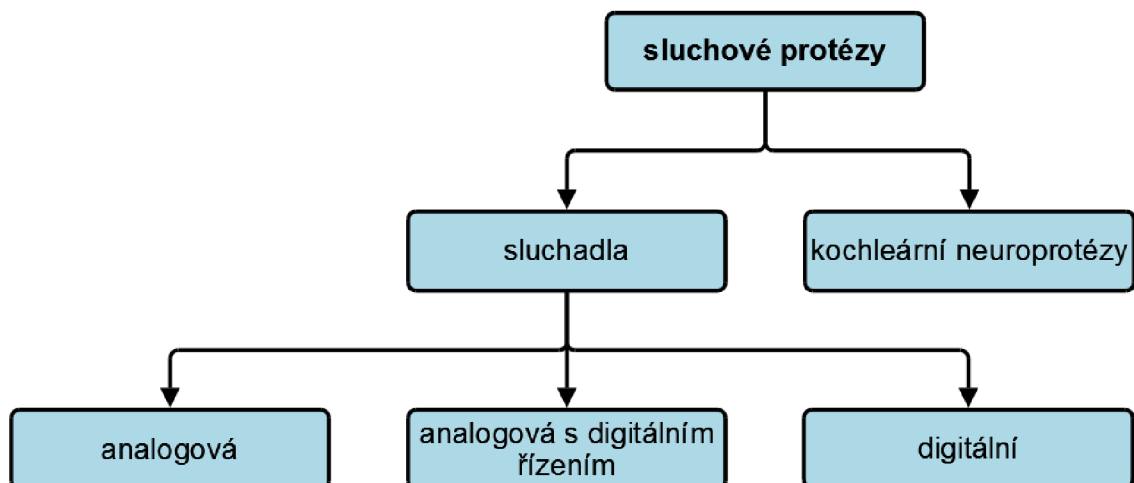 sluchové protézy
sluchadla
kochleární neuroprotézy
analogová
analogová s digitálním
řízením
digitální